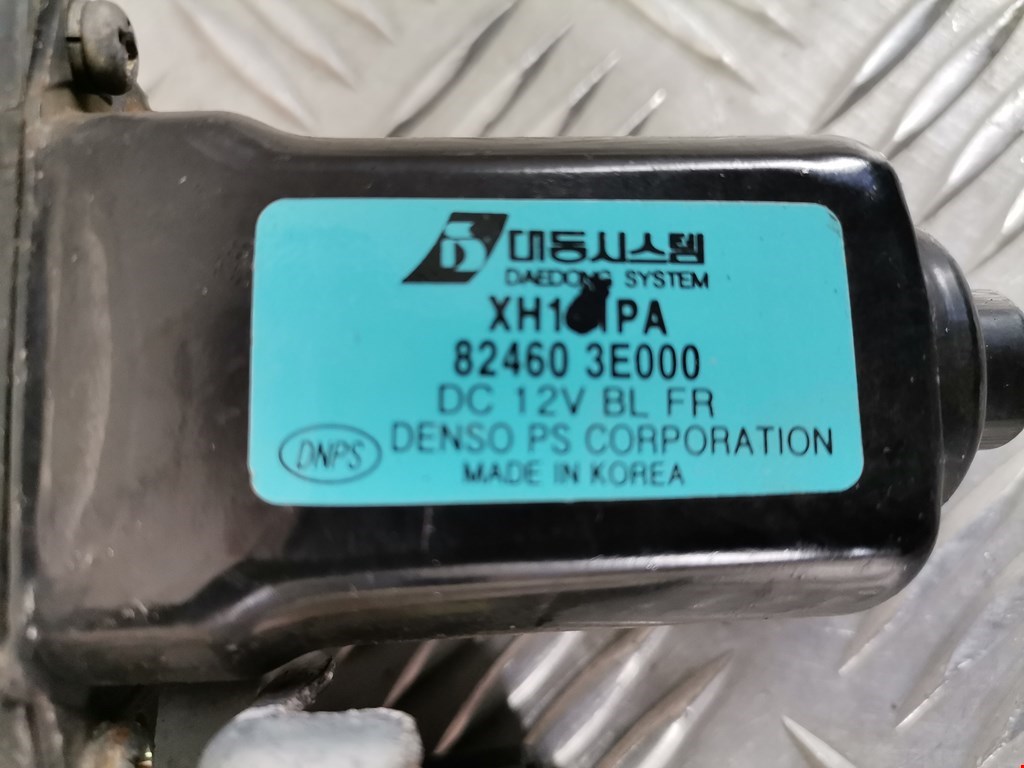 대동시스템
DAEDONG SYSTEM
82460 3E000
DC 12V BL FR
DNPS
DENSO PS CORPORATION
MADE IN KOREA